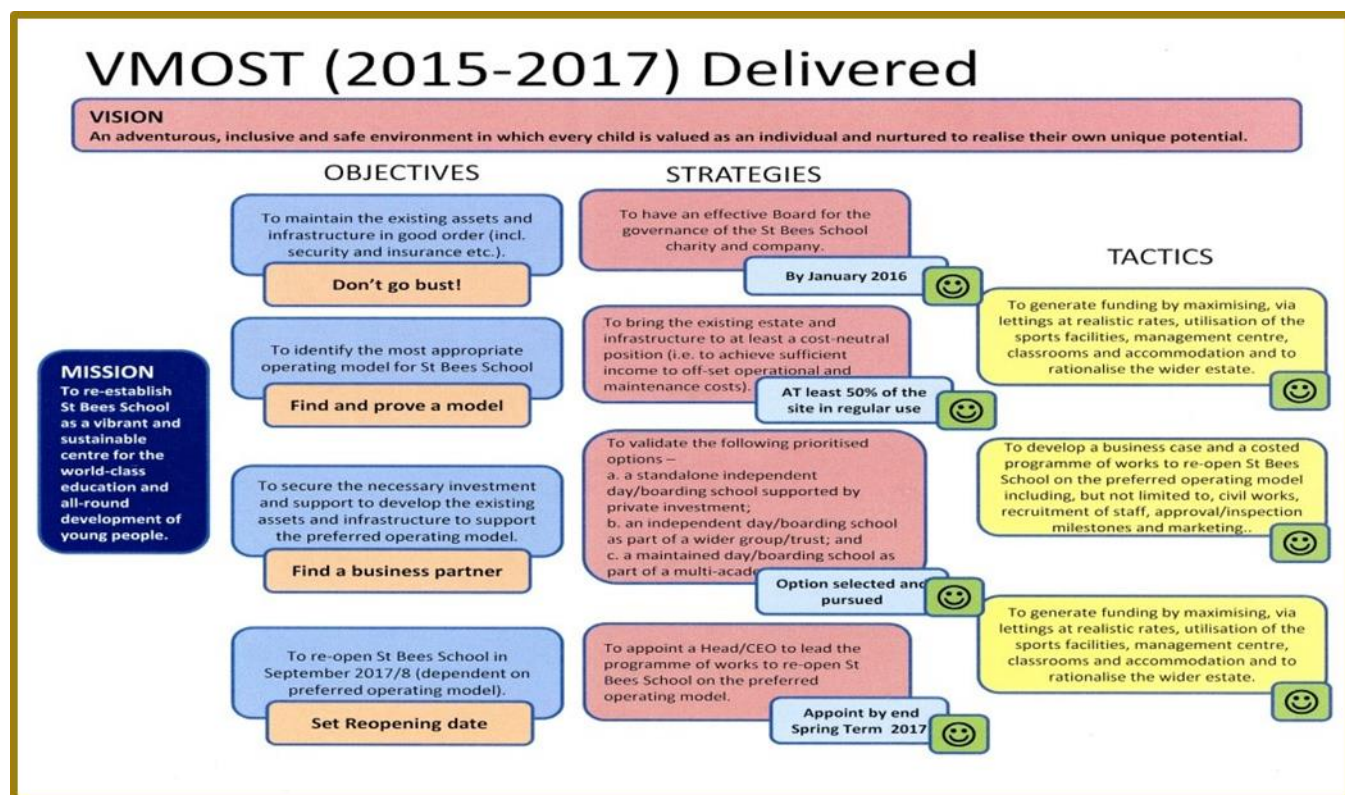 VMOST (2015-2017) Delivered
VISION
An adventurous, inclusive and safe environment in which every child is valued as an individual and nurtured to realise their own unique potential.
MISSION
To re-establish
St Bees School
as a vibrant and
sustainable
centre for the
world-class
education and
all-round
development of
young people.
OBJECTIVES
To maintain the existing assets and
infrastructure in good order (incl.
security and insurance etc.).
Don't go bust!
To identify the most appropriate
operating model for St Bees School
Find and prove a model
To secure the necessary investment
and support to develop the existing
assets and infrastructure to support
the preferred operating model.
Find a business partner
To re-open St Bees School in
September 2017/8 (dependent on
preferred operating model).
Set Reopening date
STRATEGIES
To have an effective Board for the
governance of the St Bees School
charity and company.
By January 2016
To bring the existing estate and
infrastructure to at least a cost-neutral
position (i.e. to achieve sufficient
income to off-set operational and
maintenance costs).
AT least 50% of the
site in regular use
To validate the following prioritised
options –
a. a standalone independent
day/boarding school supported by
private investment;
b. an independent day/boarding school
as part of a wider group/trust; and
c. a maintained day/boarding school as
part of a multi-acade
Option selected and
pursued
To appoint a Head/CEO to lead the
programme of works to re-open St
Bees School on the preferred
operating model.
Appoint by end
Spring Term 2017
TACTICS
To generate funding by maximising, via
lettings at realistic rates, utilisation of the
sports facilities, management centre,
classrooms and accommodation and to
rationalise the wider estate.
To develop a business case and a costed
programme of works to re-open St Bees
School on the preferred operating model
including, but not limited to, civil works,
recruitment of staff, approval/inspection
milestones and marketing..
To generate funding by maximising, via
lettings at realistic rates, utilisation of the
sports facilities, management centre,
classrooms and accommodation and to
rationalise the wider estate.